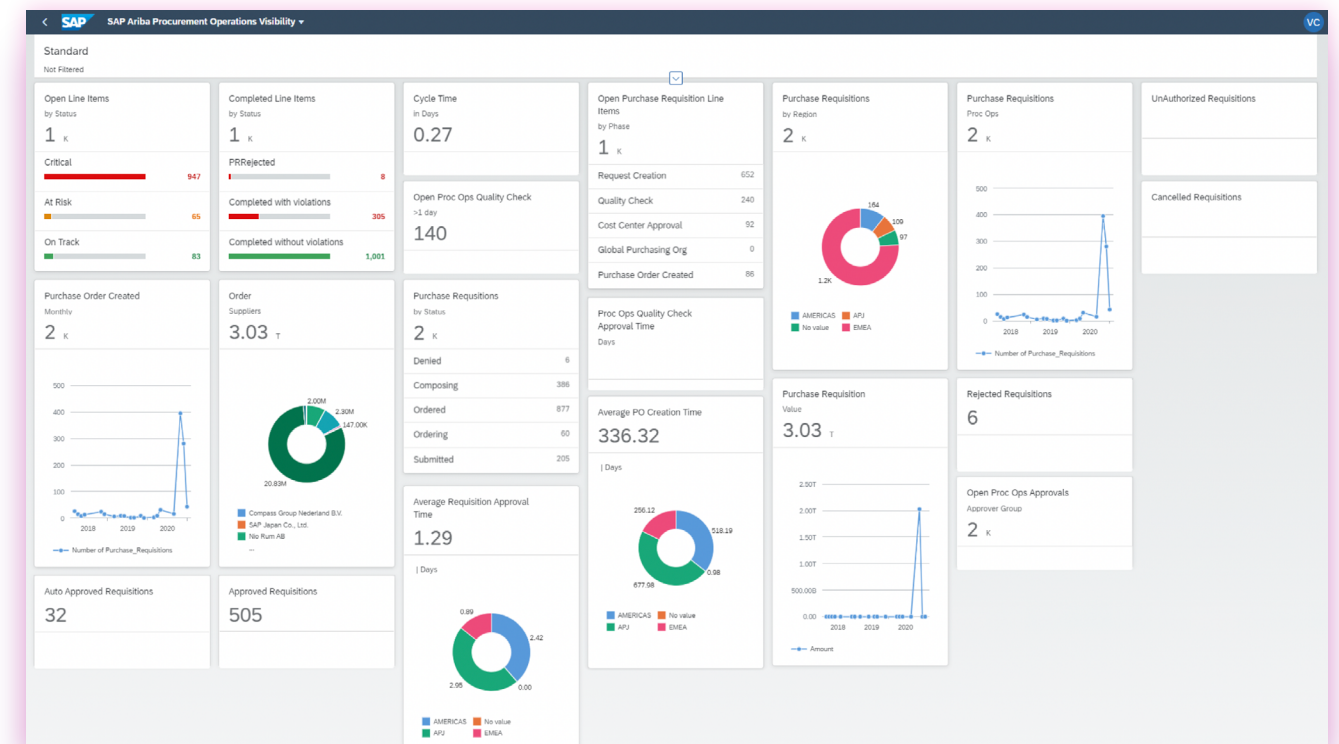 SAP
SAP Ariba Procurement Operations Visibility
VC
Standard
Not Filtered
Open Line Items
by Status
1 K
Critical
947
At Risk
65
On Track
83
Completed Line Items
by Status
1 K
PRRejected
8
Completed with violations
305
Completed without violations
1,001
Cycle Time
in Days
0.27
Open Proc Ops Quality Check
>1 day
140
Open Purchase Requisition Line
Items
by Phase
1 K
Request Creation 652
Quality Check 240
Cost Center Approval 92
Global Purchasing Org 0
Purchase Order Created 86
Purchase Requisitions
by Region
2 K
164
109
97
1.2K
AMERICAS APJ
No value EMEA
Purchase Requisitions
Proc Ops
2 K
500
400
300
200
100
0
2018 2019 2020
Number of Purchase_Requisitions
UnAuthorized Requisitions
Cancelled Requisitions
Purchase Order Created
Monthly
2 K
500
400
300
200
100
0
2018 2019 2020
Number of Purchase_Requisitions
Order
Suppliers
3.03 T
2.00M
2.30M
147.00K
20.83M
Compass Group Nederland B.V.
SAP Japan Co., Ltd.
Nio Rum AB
...
Purchase Requsitions
by Status
2 K
Denied 6
Composing 386
Ordered 877
Ordering 60
Submitted 205
Proc Ops Quality Check
Approval Time
Days
Average PO Creation Time
336.32
| Days
256.12
518.19
0.98
677.98
AMERICAS No value
APJ EMEA
Purchase Requisition
Value
3.03 T
2.50T
2.00T
1.50T
1.00T
500.00B
0.00
2018 2019 2020
Amount
Rejected Requisitions
6
Open Proc Ops Approvals
Approver Group
2 K
Auto Approved Requisitions
32
Approved Requisitions
505
Average Requisition Approval
Time
1.29
| Days
0.89
2.42
2.95
0.00
AMERICAS No value
APJ EMEA